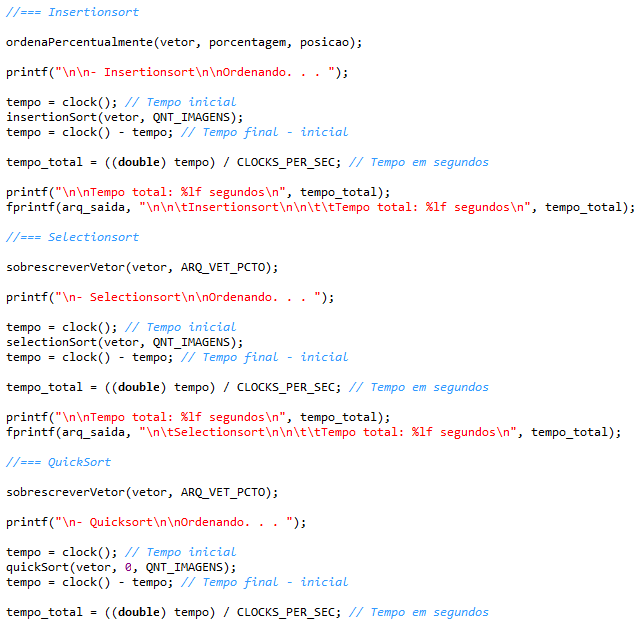 //=== Insertionsort
ordenaPercentualmente(vetor, porcentagem, posicao);
printf("\n\n- Insertionsort\n\nOrdenando. . . ");
tempo = clock(); // Tempo inicial
insertionSort(vetor, QNT_IMAGENS);
tempo = clock() - tempo; // Tempo final - inicial
tempo_total = ((double) tempo) / CLOCKS_PER_SEC; // Tempo em segundos
printf("\n\nTempo total: %lf segundos\n", tempo_total);
fprintf(arq_saida, "\n\n\tInsertionsort\n\n\t\tTempo total: %lf segundos\n", tempo_total);
//=== Selectionsort
sobrescreverVetor(vetor, ARQ_VET_PCTO);
printf("\n- Selectionsort\n\nOrdenando. . . ");
tempo = clock(); // Tempo inicial
selectionSort(vetor, QNT_IMAGENS);
tempo = clock() - tempo; // Tempo final - inicial
tempo_total = ((double) tempo) / CLOCKS_PER_SEC; // Tempo em segundos
printf("\n\nTempo total: %lf segundos\n", tempo_total);
fprintf(arq_saida, "\n\tSelectionsort\n\n\t\tTempo total: %lf segundos\n", tempo_total);
//=== QuickSort
sobrescreverVetor(vetor, ARQ_VET_PCTO);
printf("\n- Quicksort\n\nOrdenando. . . ");
tempo = clock(); // Tempo inicial
quickSort(vetor, 0, QNT_IMAGENS);
tempo = clock() - tempo; // Tempo final - inicial
tempo_total = ((double) tempo) / CLOCKS_PER_SEC; // Tempo em segundos